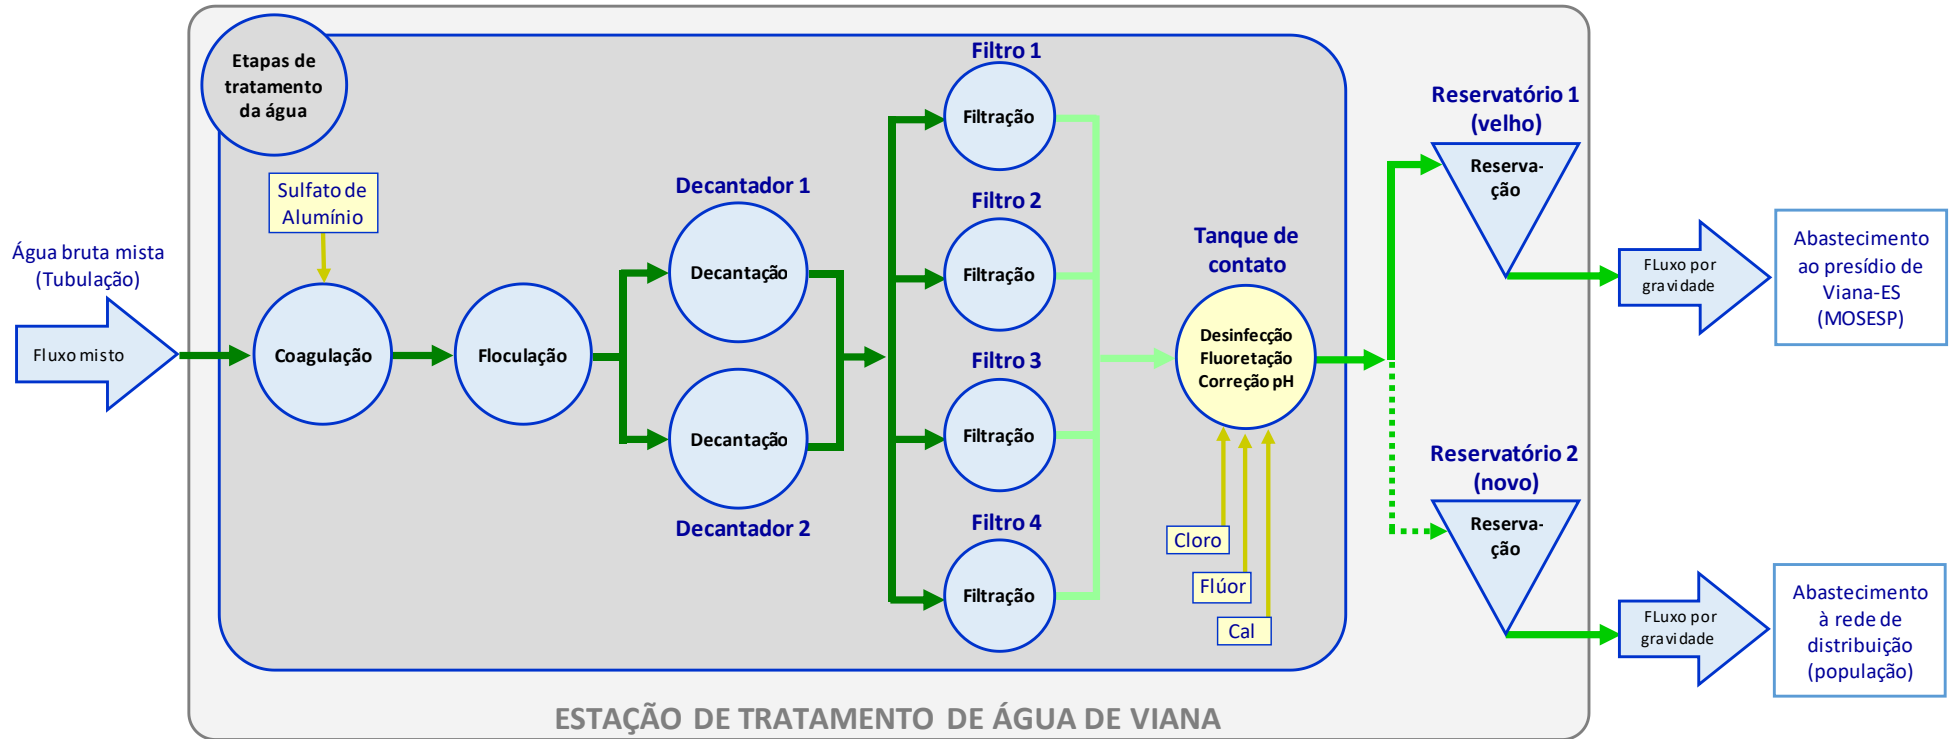 Etapas de
tratamento
da água
Água bruta mista
(Tubulação)
Fluxo misto
Sulfato de
Alumínio
Coagulação
Floculação
Decantador 1
Decantação
Decantação
Decantador 2
Filtro 1
Filtração
Filtro 2
Filtração
Filtro 3
Filtração
Filtro 4
Filtração
Tanque de
contato
Desinfecção
Fluoretação
Correção pH
Cloro
Flúor
Cal
Reservatório 1
(velho)
Reserva-
ção
FLuxo por
gravidade
Abastecimento
ao presídio de
Viana-ES
(MOSESP)
Reservatório 2
(novo)
Reserva-
ção
FLuxo por
gravidade
Abastecimento
à rede de
distribuição
(população)
ESTAÇÃO DE TRATAMENTO DE ÁGUA DE VIANA